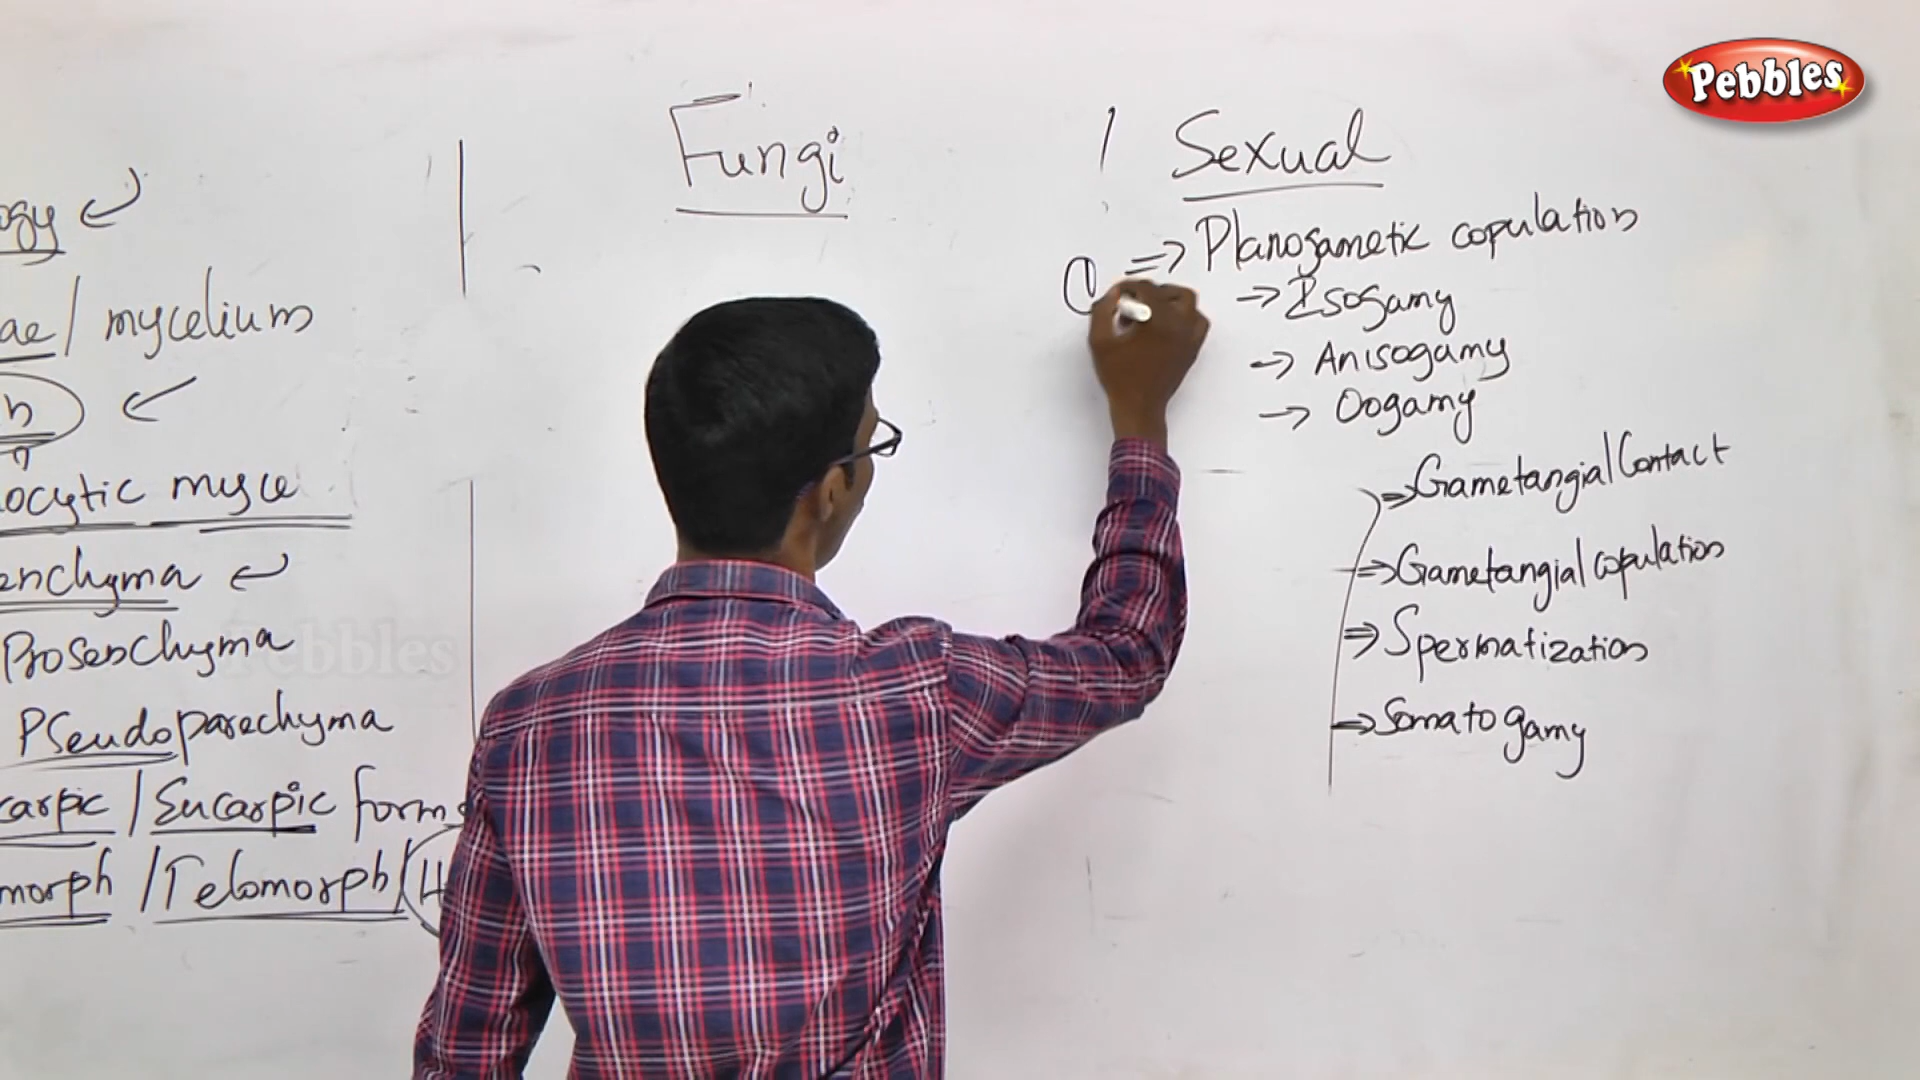 Pebbles
Fungi
Sexual
=> Planogametic copulation
-> Isogamy
-> Anisogamy
-> Oogamy
=> Gametangial Contact
=> Gametangial copulation
=> Spermatization
=> Somatogamy
ogy
ae / mycelium
ocytic myce
enchyma
Prosenchyma
Pseudoparechyma
carpic / Eucarpic form
morph / Telomorph / H
Pebbles